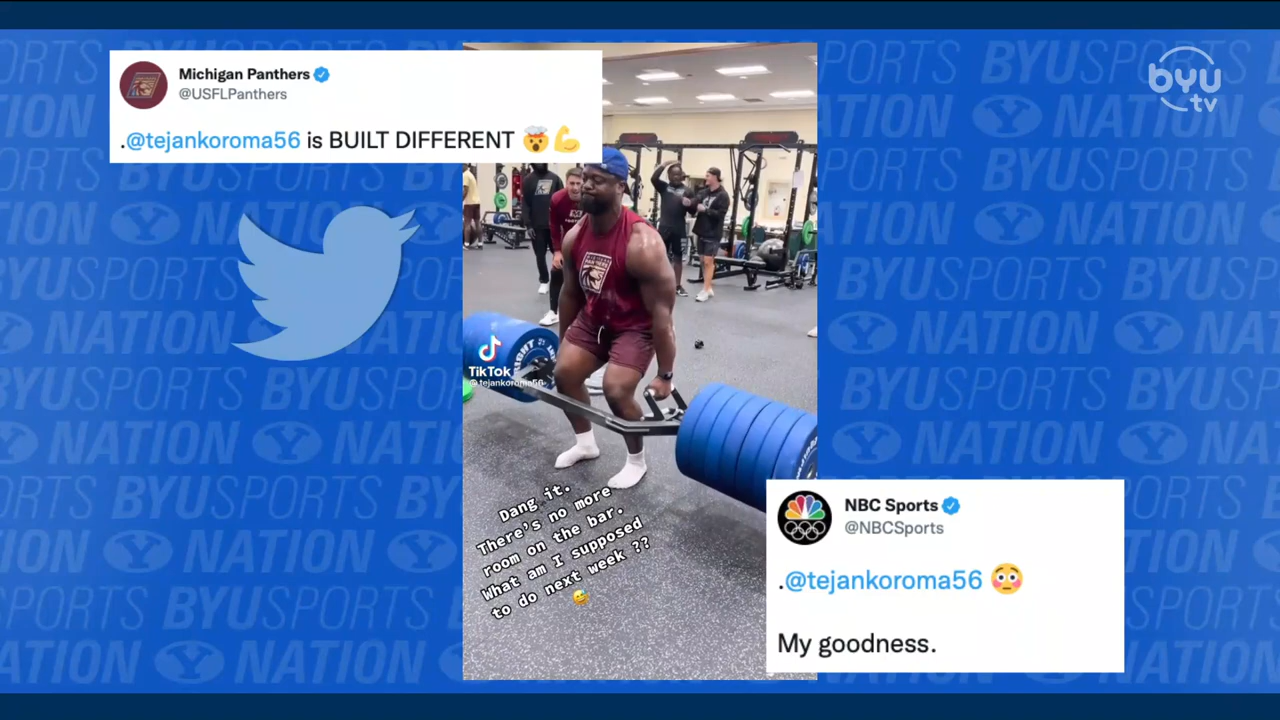 byu
tv
Michigan Panthers
@USFLPanthers
.@tejankoroma56 is BUILT DIFFERENT 🤯💪
TikTok
@tejankoroma56
Dang it.
There's no more
room on the bar.
What am I supposed
to do next week ??
😅
NBC Sports
@NBCSports
.@tejankoroma56 😳
My goodness.
BYUSPORTS
NATION